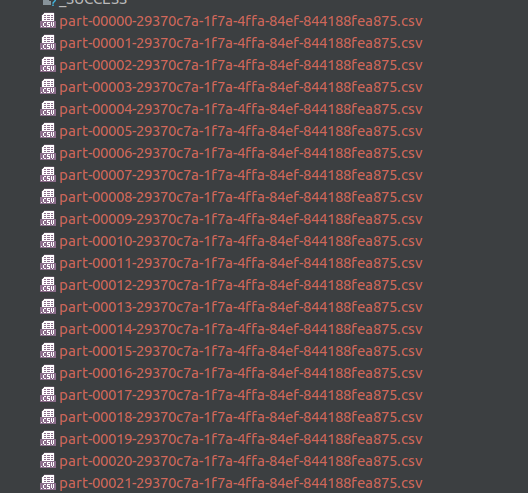 _SUCCESS
part-00000-29370c7a-1f7a-4ffa-84ef-844188fea875.csv
part-00001-29370c7a-1f7a-4ffa-84ef-844188fea875.csv
part-00002-29370c7a-1f7a-4ffa-84ef-844188fea875.csv
part-00003-29370c7a-1f7a-4ffa-84ef-844188fea875.csv
part-00004-29370c7a-1f7a-4ffa-84ef-844188fea875.csv
part-00005-29370c7a-1f7a-4ffa-84ef-844188fea875.csv
part-00006-29370c7a-1f7a-4ffa-84ef-844188fea875.csv
part-00007-29370c7a-1f7a-4ffa-84ef-844188fea875.csv
part-00008-29370c7a-1f7a-4ffa-84ef-844188fea875.csv
part-00009-29370c7a-1f7a-4ffa-84ef-844188fea875.csv
part-00010-29370c7a-1f7a-4ffa-84ef-844188fea875.csv
part-00011-29370c7a-1f7a-4ffa-84ef-844188fea875.csv
part-00012-29370c7a-1f7a-4ffa-84ef-844188fea875.csv
part-00013-29370c7a-1f7a-4ffa-84ef-844188fea875.csv
part-00014-29370c7a-1f7a-4ffa-84ef-844188fea875.csv
part-00015-29370c7a-1f7a-4ffa-84ef-844188fea875.csv
part-00016-29370c7a-1f7a-4ffa-84ef-844188fea875.csv
part-00017-29370c7a-1f7a-4ffa-84ef-844188fea875.csv
part-00018-29370c7a-1f7a-4ffa-84ef-844188fea875.csv
part-00019-29370c7a-1f7a-4ffa-84ef-844188fea875.csv
part-00020-29370c7a-1f7a-4ffa-84ef-844188fea875.csv
part-00021-29370c7a-1f7a-4ffa-84ef-844188fea875.csv